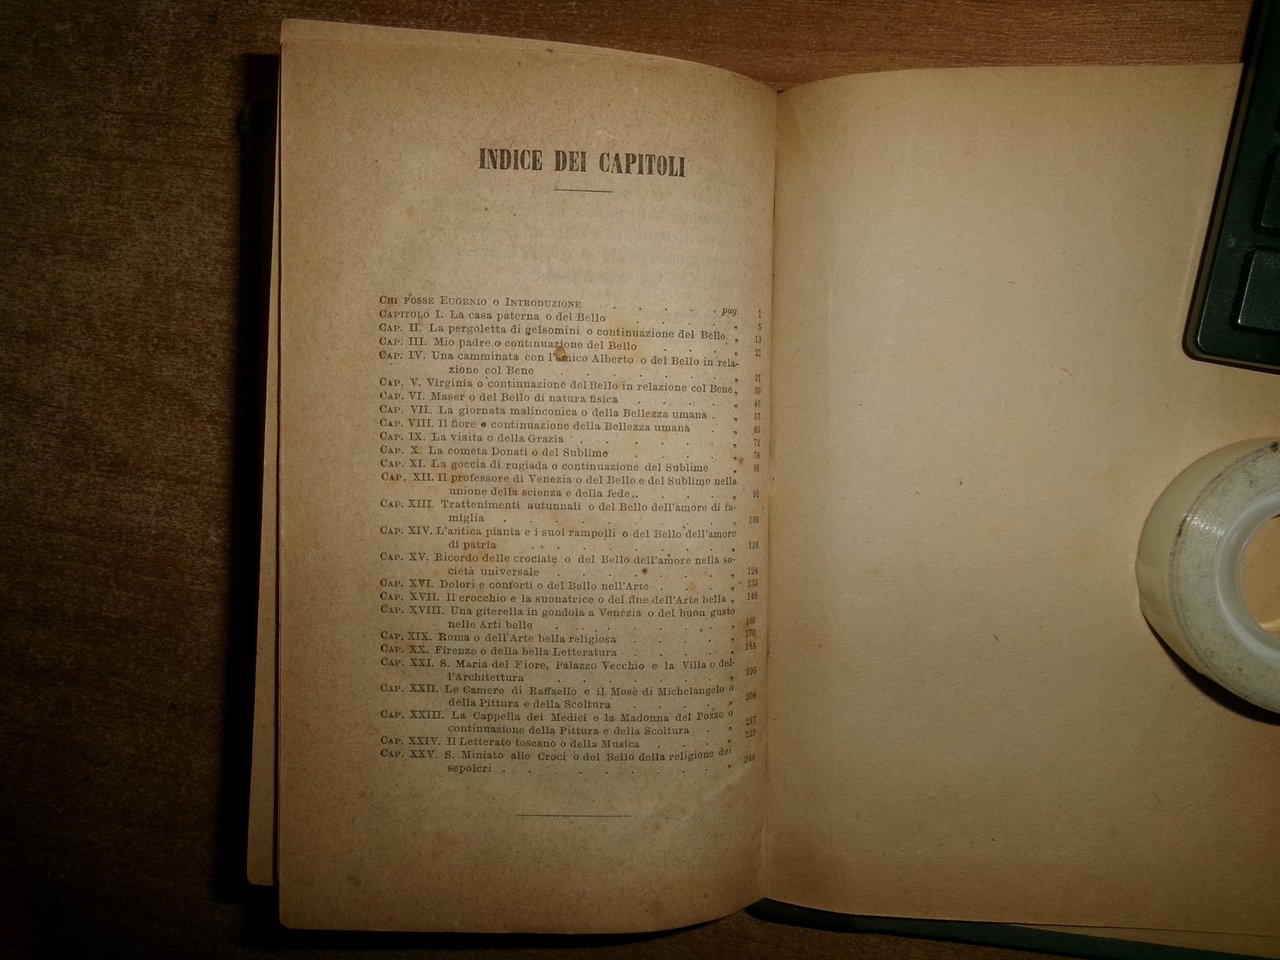 INDICE DEI CAPITOLI
CHI FOSSE EUGENIO O INTRODUZIONE . . . . pag. 1
CAPITOLO I. La casa paterna o del Bello . . . . „ 5
CAP. II. La pergoletta di gelsomini o continuazione del Bello „ 13
CAP. III. Mio padre o continuazione del Bello . . . . „ 21
CAP. IV. Una camminata con l'amico Alberto o del Bello in rela-
zione col Bene . . . . . . . . „ 31
CAP. V. Virginia o continuazione del Bello in relazione col Bene „ 39
CAP. VI. Maser o del Bello di natura fisica . . . . „ 46
CAP. VII. La giornata malinconica o della Bellezza umana . „ 57
CAP. VIII. Il fiore o continuazione della Bellezza umana . „ 65
CAP. IX. La visita o della Grazia . . . . . . „ 72
CAP. X. La cometa Donati o del Sublime . . . . „ 78
CAP. XI. La goccia di rugiada o continuazione del Sublime „ 85
CAP. XII. Il professore di Venezia o del Bello e del Sublime nella
unione della scienza e della fede . . . . . „ 91
CAP. XIII. Trattenimenti autunnali o del Bello dell'amore di fa-
miglia . . . . . . . . . „ 109
CAP. XIV. L'antica pianta e i suoi rampolli o del Bello dell'amore
di patria . . . . . . . . „ 116
CAP. XV. Ricordo delle crociate o del Bello dell'amore nella so-
cietà universale . . . . . . . „ 124
CAP. XVI. Dolori e conforti o del Bello nell'Arte . . . „ 135
CAP. XVII. Il crocchio e la suonatrice o del fine dell'Arte bella „ 148
CAP. XVIII. Una giterella in gondola a Venezia o del buon gusto
nelle Arti belle . . . . . . . „ 160
CAP. XIX. Roma o dell'Arte bella religiosa . . . . „ 170
CAP. XX. Firenze o della bella Letteratura . . . . „ 184
CAP. XXI. S. Maria del Fiore, Palazzo Vecchio e la Villa o del-
l'Architettura . . . . . . . „ 195
CAP. XXII. Le Camere di Raffaello e il Mosè di Michelangelo o
della Pittura e della Scoltura . . . . „ 204
CAP. XXIII. La Cappella dei Medici e la Madonna del Pozzo o
continuazione della Pittura e della Scoltura . „ 217
CAP. XXIV. Il Letterato toscano o della Musica . . . „ 229
CAP. XXV. S. Miniato alle Croci o del Bello della religione dei
sepolcri . . . . . . . . . „ 240